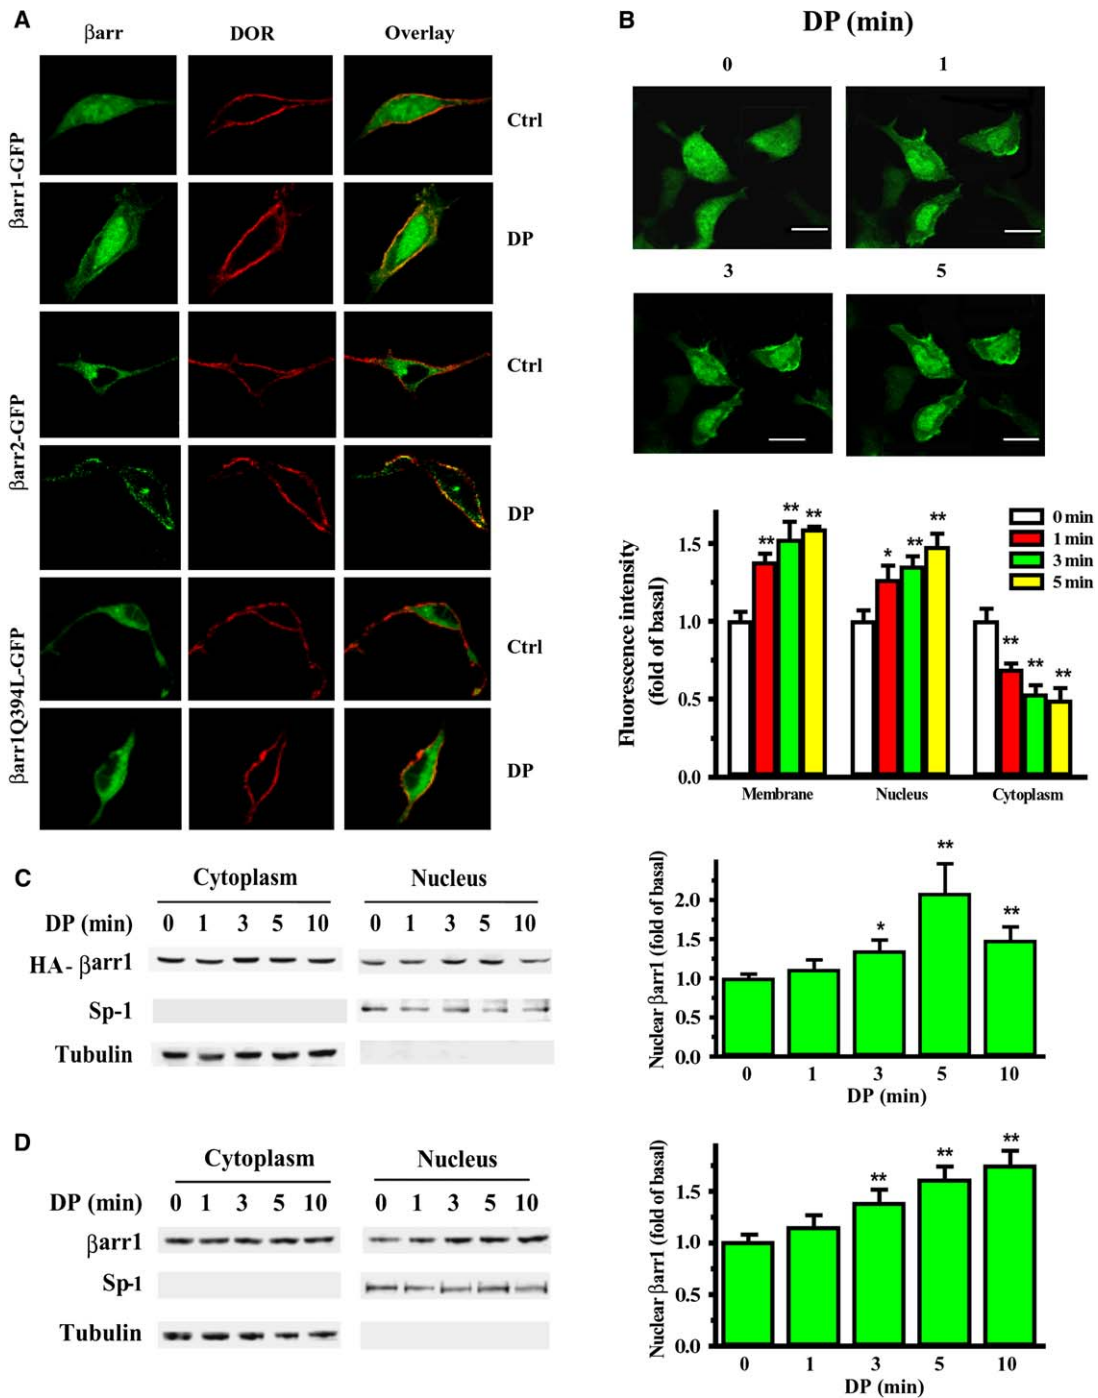 A
βarr DOR Overlay
βarr1-GFP
Ctrl
DP
βarr2-GFP
Ctrl
DP
βarr1Q394L-GFP
Ctrl
DP
B
DP (min)
0 1
3 5
Fluorescence intensity
(fold of basal)
1.5
1.0
0.5
0.0
** ** **
* ** **
** ** **
0 min
1 min
3 min
5 min
Membrane Nucleus Cytoplasm
C
Cytoplasm Nucleus
DP (min) 0 1 3 5 10 0 1 3 5 10
HA- βarr1
Sp-1
Tubulin
Nuclear βarr1 (fold of basal)
2.0
1.5
1.0
0.5
0.0
* ** **
0 1 3 5 10
DP (min)
D
Cytoplasm Nucleus
DP (min) 0 1 3 5 10 0 1 3 5 10
βarr1
Sp-1
Tubulin
Nuclear βarr1 (fold of basal)
1.5
1.0
0.5
0.0
** ** **
0 1 3 5 10
DP (min)